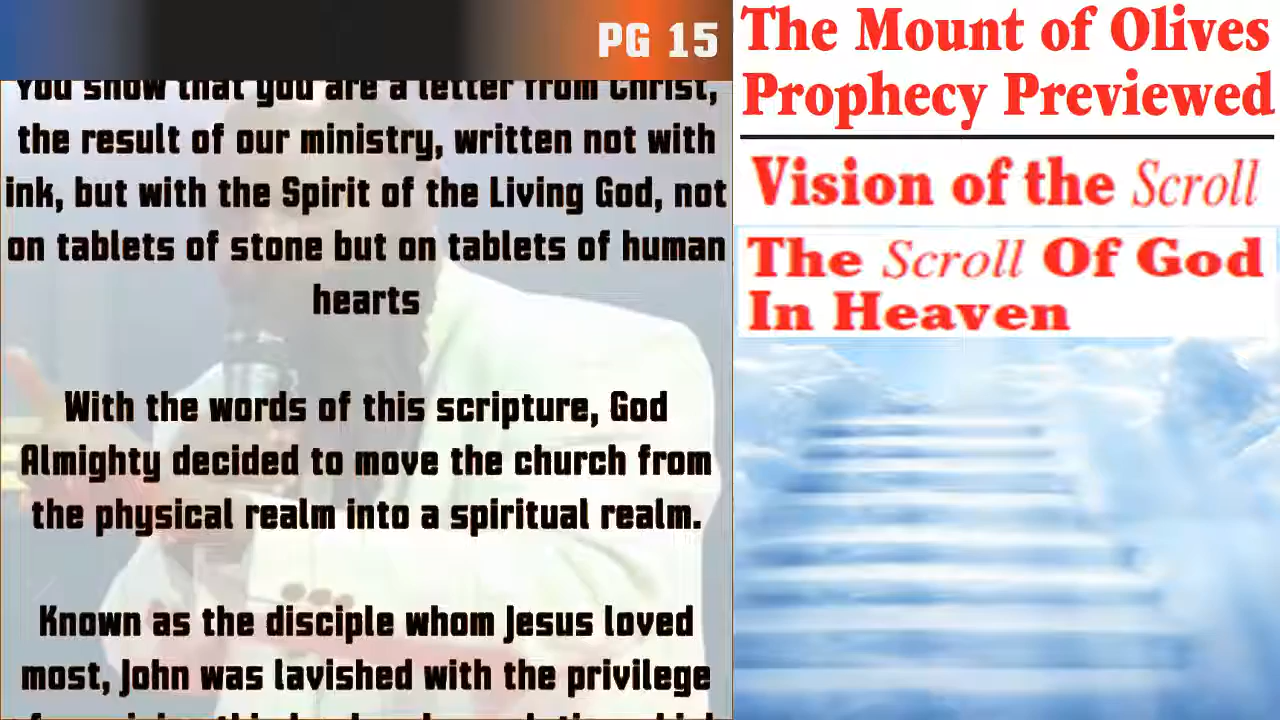 PG 15
You show that you are a letter from Christ,
the result of our ministry, written not with
ink, but with the Spirit of the Living God, not
on tablets of stone but on tablets of human
hearts
With the words of this scripture, God
Almighty decided to move the church from
the physical realm into a spiritual realm.
Known as the disciple whom Jesus loved
most, John was lavished with the privilege
The Mount of Olives
Prophecy Previewed
Vision of the Scroll
The Scroll Of God
In Heaven